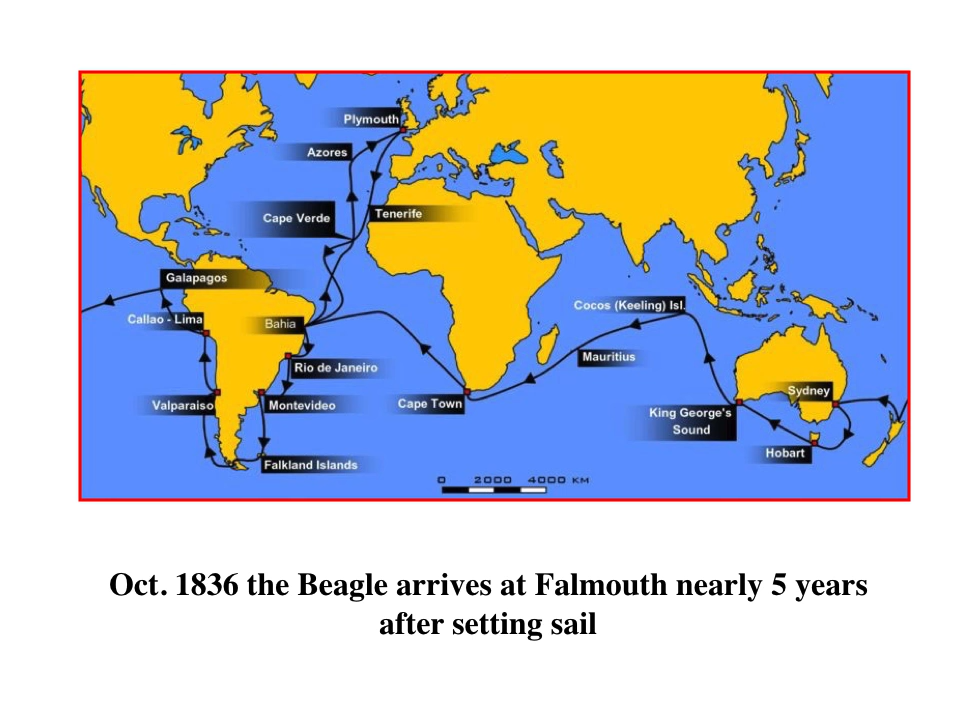 Plymouth
Azores
Cape Verde
Tenerife
Galapagos
Callao - Lima
Bahia
Cocos (Keeling) Isl.
Rio de Janeiro
Mauritius
Sydney
Valparaiso
Montevideo
Cape Town
King George's
Sound
Hobart
Falkland Islands
0 2000 4000 KM
Oct. 1836 the Beagle arrives at Falmouth nearly 5 years
after setting sail